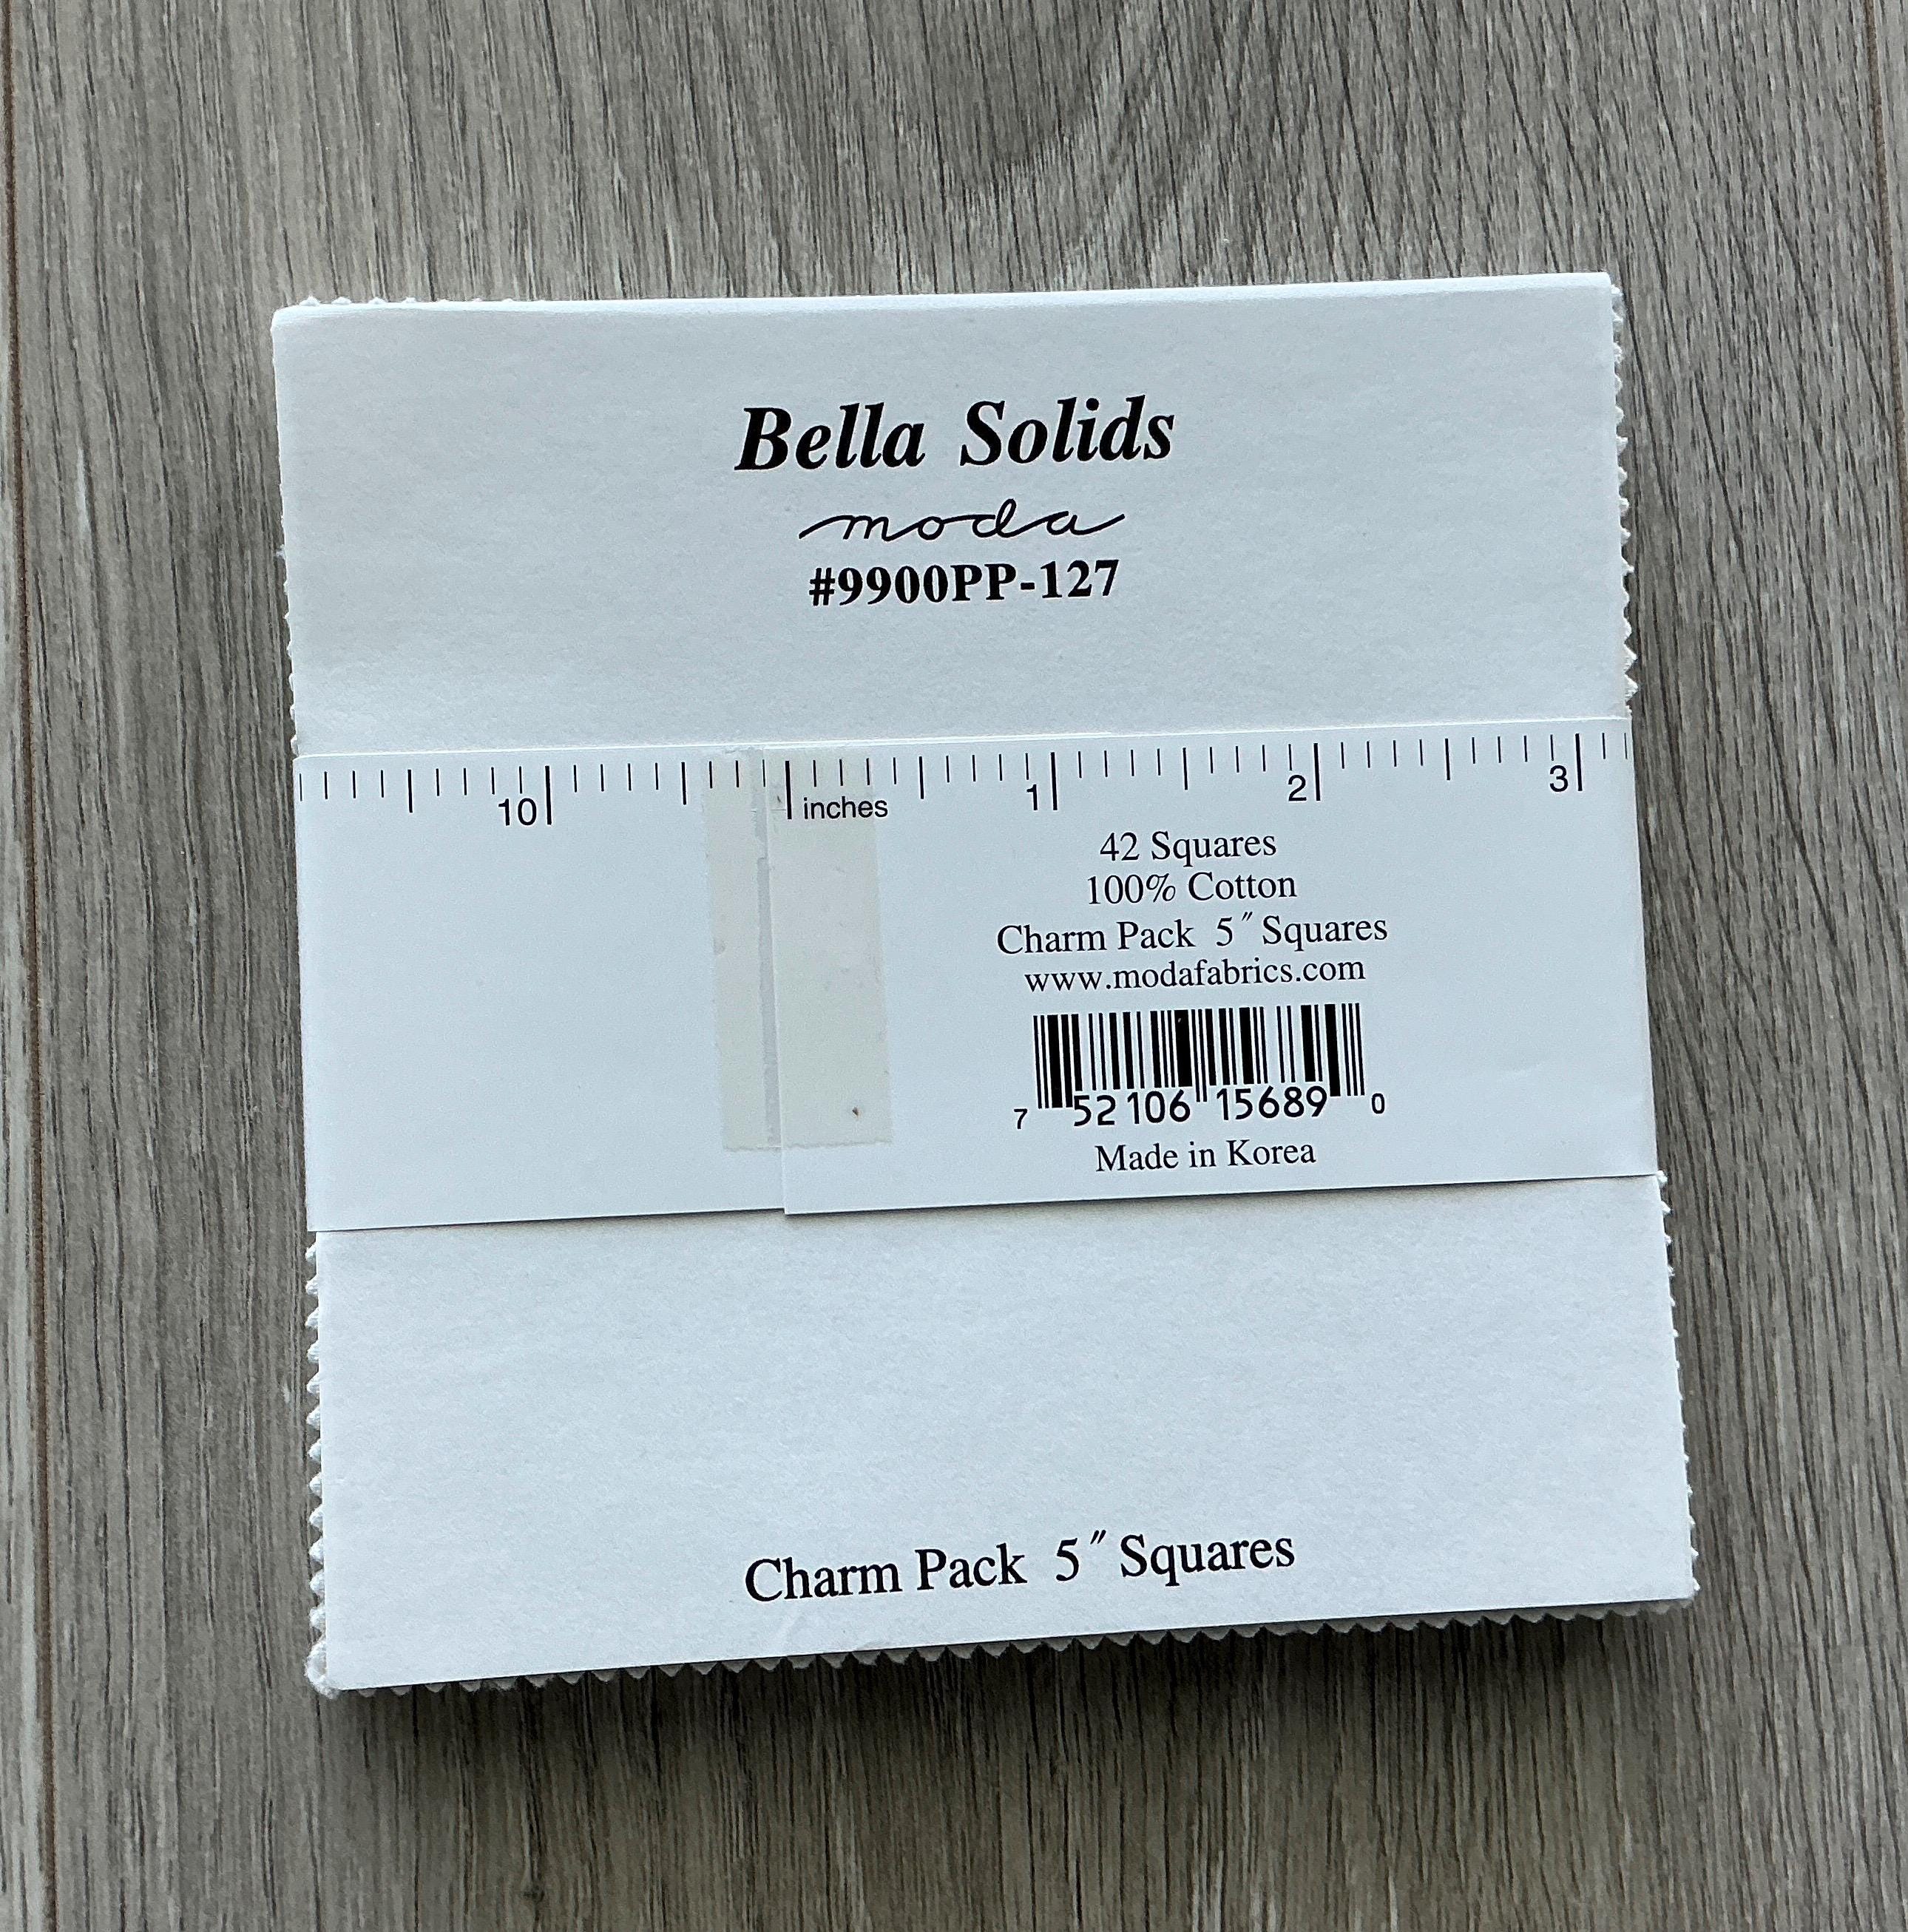 Bella Solids
moda
#9900PP-127
10 inches 1 2 3
42 Squares
100% Cotton
Charm Pack 5" Squares
www.modafabrics.com
7 52106 15689 0
Made in Korea
Charm Pack 5" Squares